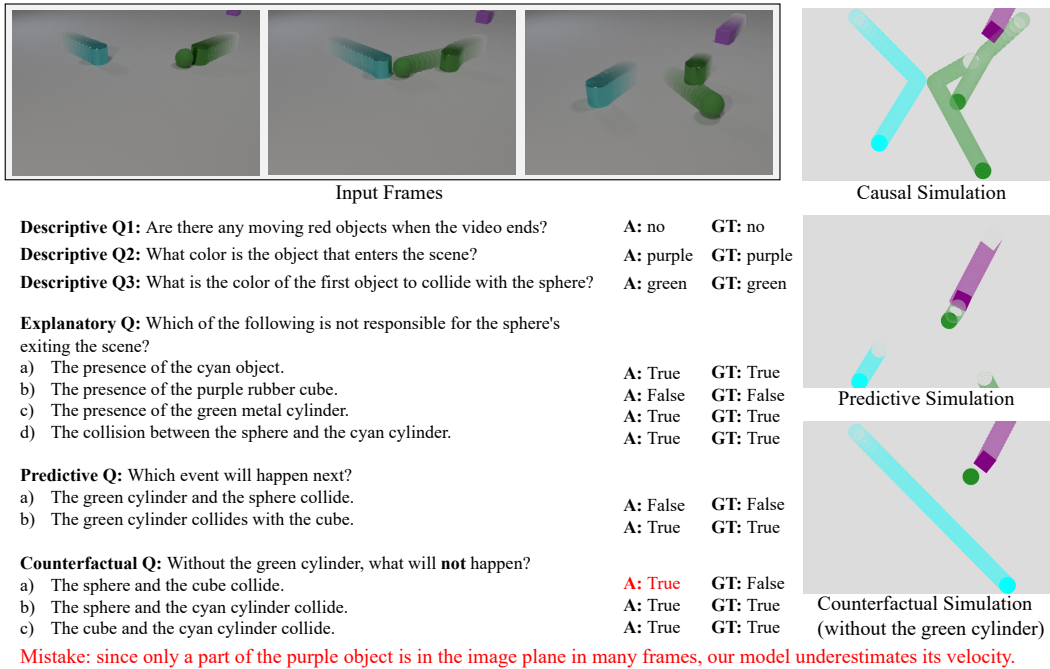 Input Frames
Causal Simulation
Descriptive Q1: Are there any moving red objects when the video ends? A: no GT: no
Descriptive Q2: What color is the object that enters the scene? A: purple GT: purple
Descriptive Q3: What is the color of the first object to collide with the sphere? A: green GT: green
Explanatory Q: Which of the following is not responsible for the sphere's
exiting the scene?
a) The presence of the cyan object. A: True GT: True
b) The presence of the purple rubber cube. A: False GT: False
c) The presence of the green metal cylinder. A: True GT: True
d) The collision between the sphere and the cyan cylinder. A: True GT: True
Predictive Simulation
Predictive Q: Which event will happen next?
a) The green cylinder and the sphere collide. A: False GT: False
b) The green cylinder collides with the cube. A: True GT: True
Counterfactual Q: Without the green cylinder, what will not happen?
a) The sphere and the cube collide. A: True GT: False
b) The sphere and the cyan cylinder collide. A: True GT: True
c) The cube and the cyan cylinder collide. A: True GT: True
Counterfactual Simulation
(without the green cylinder)
Mistake: since only a part of the purple object is in the image plane in many frames, our model underestimates its velocity.